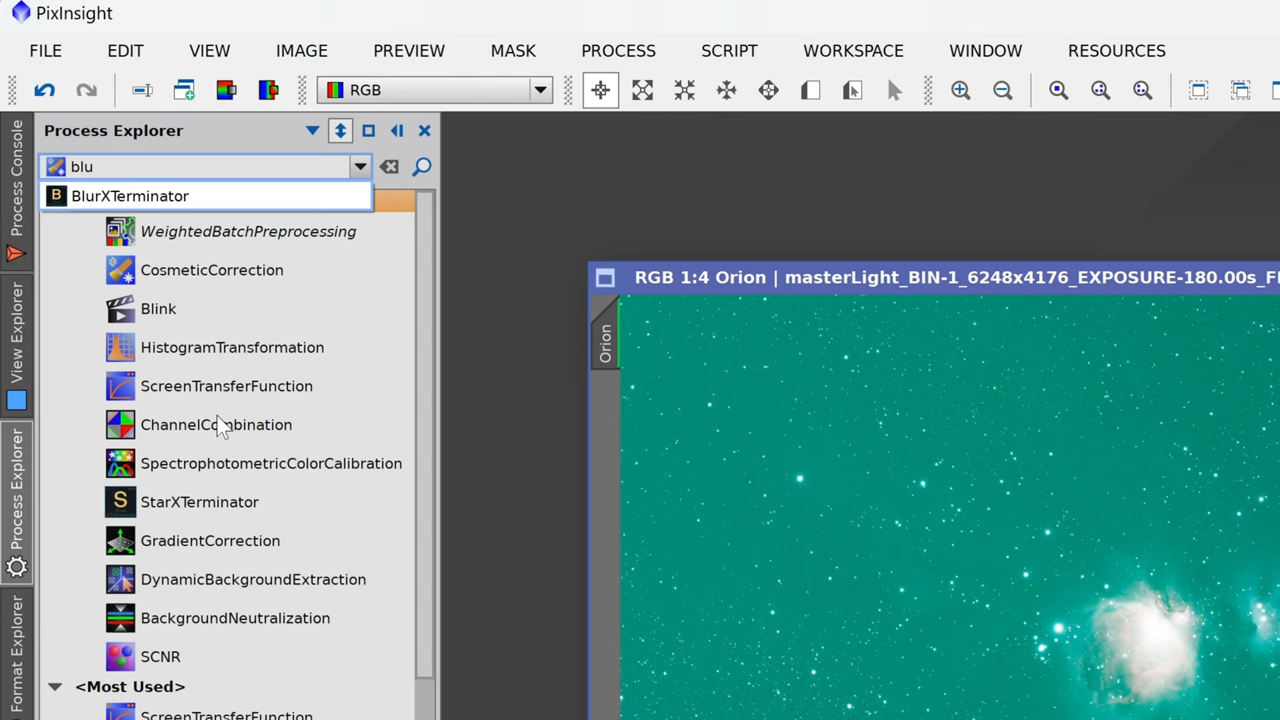 PixInsight
FILE EDIT VIEW IMAGE PREVIEW MASK PROCESS SCRIPT WORKSPACE WINDOW RESOURCES
RGB
Process Console
View Explorer
Process Explorer
Format Explorer
Process Explorer
blu
BlurXTerminator
WeightedBatchPreprocessing
CosmeticCorrection
Blink
HistogramTransformation
ScreenTransferFunction
ChannelCombination
SpectrophotometricColorCalibration
S StarXTerminator
GradientCorrection
DynamicBackgroundExtraction
BackgroundNeutralization
SCNR
<Most Used>
ScreenTransferFunction
RGB 1:4 Orion | masterLight_BIN-1_6248x4176_EXPOSURE-180.00s_F
Orion